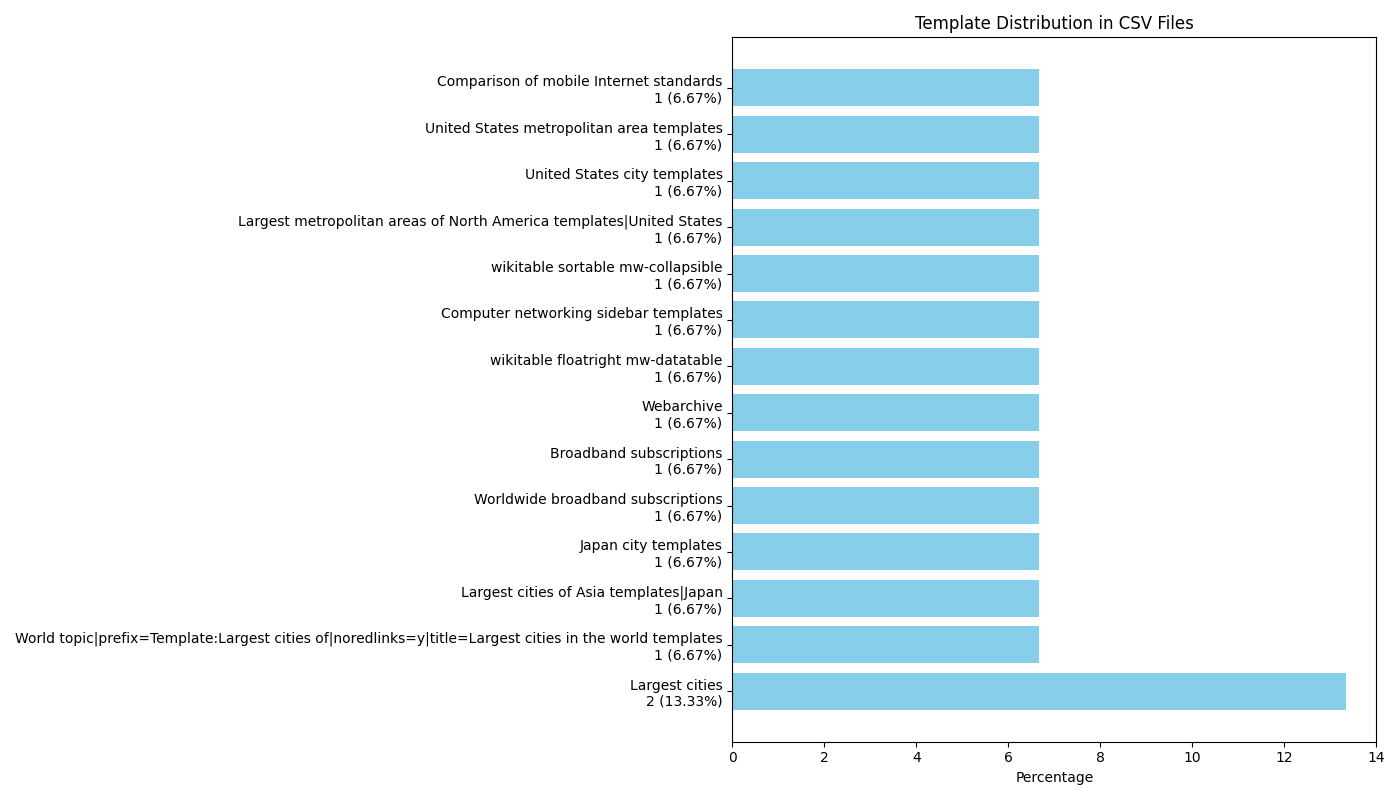 Template Distribution in CSV Files
Comparison of mobile Internet standards
1 (6.67%)
United States metropolitan area templates
1 (6.67%)
United States city templates
1 (6.67%)
Largest metropolitan areas of North America templates|United States
1 (6.67%)
wikitable sortable mw-collapsible
1 (6.67%)
Computer networking sidebar templates
1 (6.67%)
wikitable floatright mw-datatable
1 (6.67%)
Webarchive
1 (6.67%)
Broadband subscriptions
1 (6.67%)
Worldwide broadband subscriptions
1 (6.67%)
Japan city templates
1 (6.67%)
Largest cities of Asia templates|Japan
1 (6.67%)
World topic|prefix=Template:Largest cities of|noredlinks=y|title=Largest cities in the world templates
1 (6.67%)
Largest cities
2 (13.33%)
0 2 4 6 8 10 12 14
Percentage